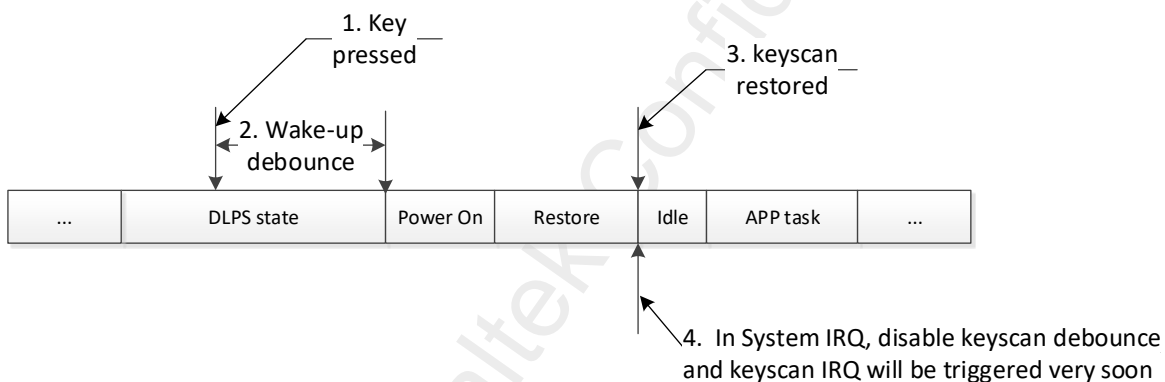 1. Key
pressed
3. keyscan
restored
2. Wake-up
debounce
... DLPS state Power On Restore Idle APP task ...
4. In System IRQ, disable keyscan debounce
and keyscan IRQ will be triggered very soon